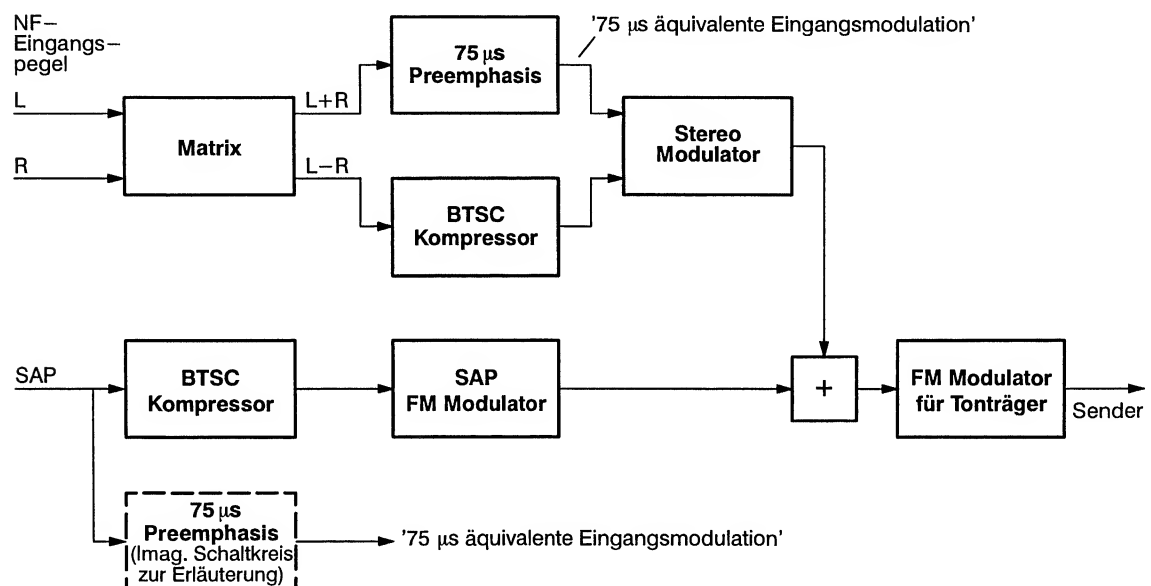 NF–
Eingangs–
pegel
'75 µs äquivalente Eingangsmodulation'
75 µs
Preemphasis
L
L+R
Matrix
Stereo
Modulator
R
L–R
BTSC
Kompressor
SAP
BTSC
Kompressor
SAP
FM Modulator
+
FM Modulator
für Tonträger
Sender
75 µs
Preemphasis
(Imag. Schaltkreis
zur Erläuterung)
'75 µs äquivalente Eingangsmodulation'